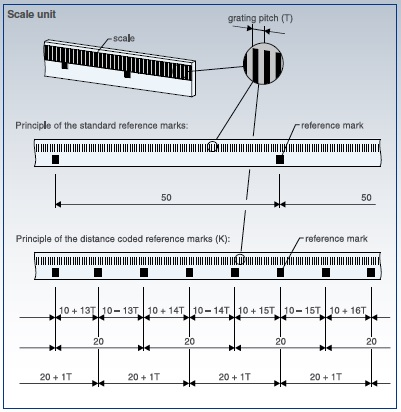 Scale unit
grating pitch (T)
scale
Principle of the standard reference marks:
reference mark
50
50
Principle of the distance coded reference marks (K):
reference mark
10 + 13T
10 – 13T
10 + 14T
10 – 14T
10 + 15T
10 – 15T
10 + 16T
20
20
20
20
20 + 1T
20 + 1T
20 + 1T
20 + 1T